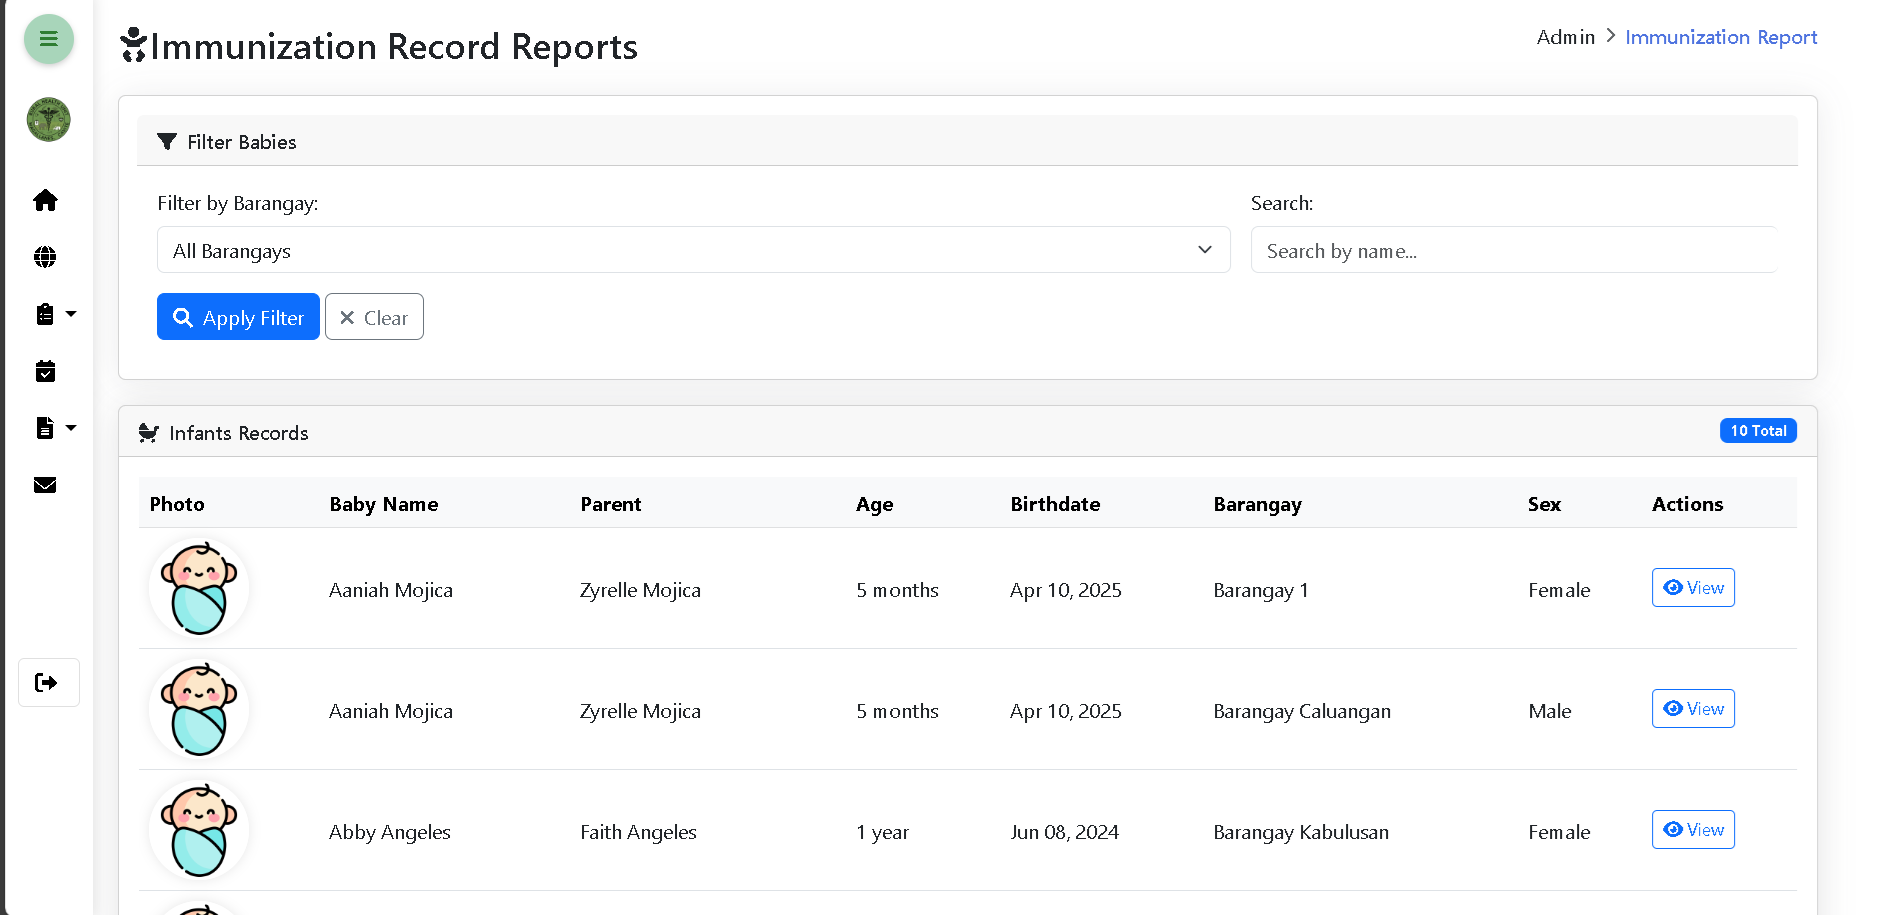 Immunization Record Reports
Admin > Immunization Report
Filter Babies
Filter by Barangay:
Search:
All Barangays
Search by name...
Apply Filter
Clear
Infants Records
10 Total
Photo Baby Name Parent Age Birthdate Barangay Sex Actions
Aaniah Mojica Zyrelle Mojica 5 months Apr 10, 2025 Barangay 1 Female View
Aaniah Mojica Zyrelle Mojica 5 months Apr 10, 2025 Barangay Caluangan Male View
Abby Angeles Faith Angeles 1 year Jun 08, 2024 Barangay Kabulusan Female View